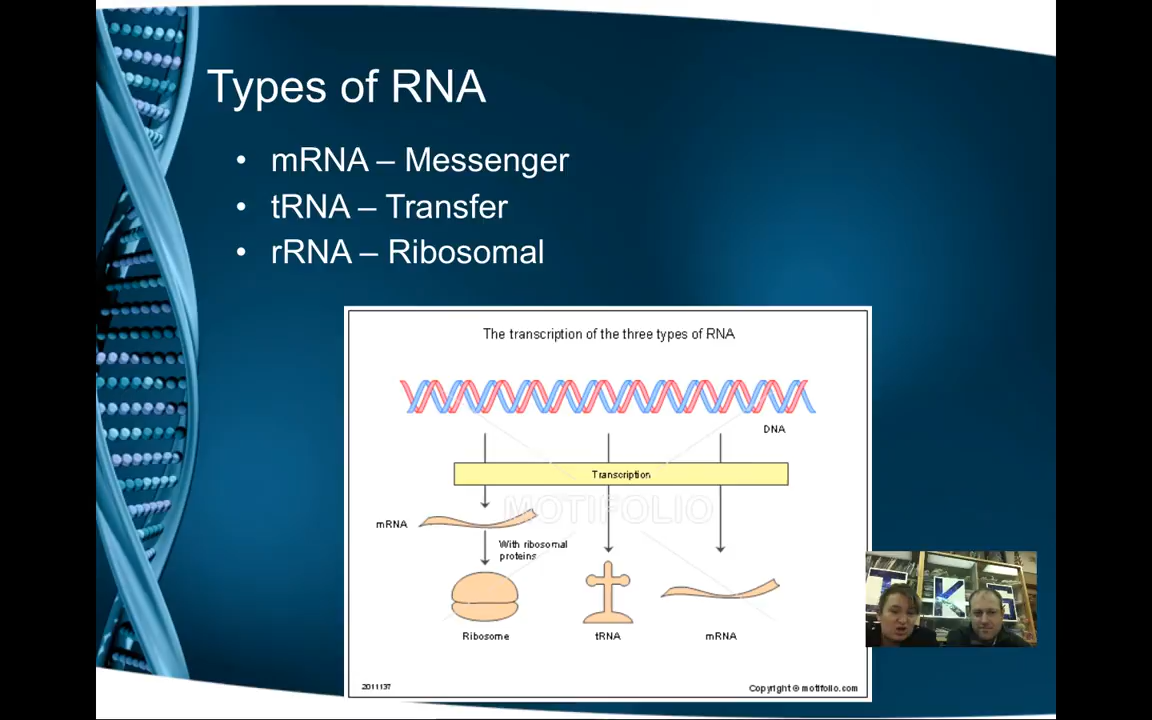 Types of RNA
• mRNA – Messenger
• tRNA – Transfer
• rRNA – Ribosomal
The transcription of the three types of RNA
DNA
Transcription
MOTIFOLIO
mRNA
With ribosomal
proteins
Ribosome
tRNA
mRNA
2011137
Copyright © motifolio.com
T K S